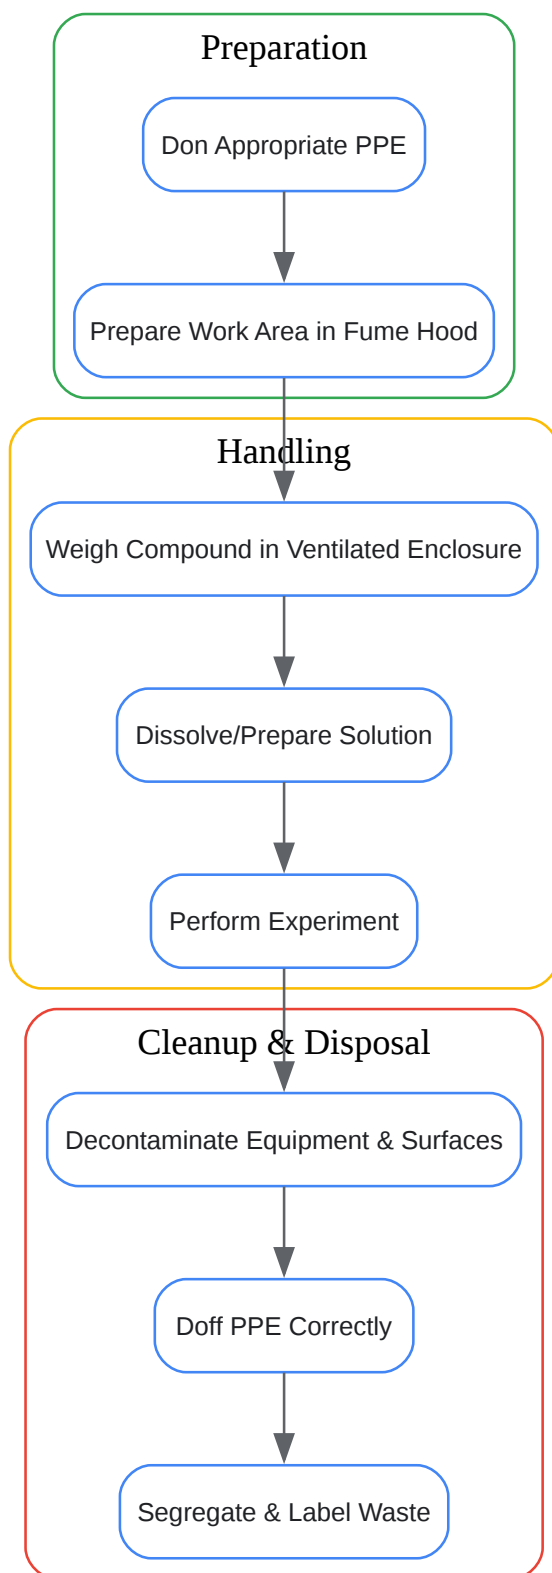 Preparation
Don Appropriate PPE
Prepare Work Area in Fume Hood
Handling
Weigh Compound in Ventilated Enclosure
Dissolve/Prepare Solution
Perform Experiment
Cleanup & Disposal
Decontaminate Equipment & Surfaces
Doff PPE Correctly
Segregate & Label Waste